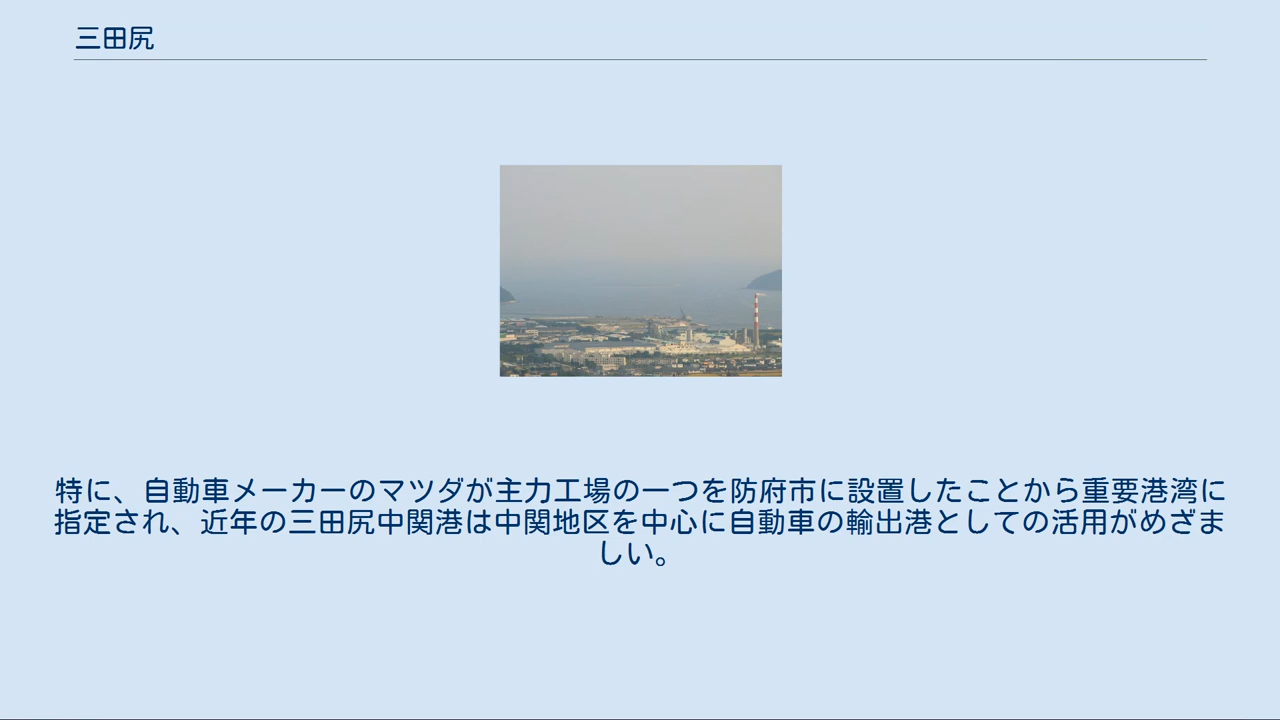 三田尻
特に、自動車メーカーのマツダが主力工場の一つを防府市に設置したことから重要港湾に
指定され、近年の三田尻中関港は中関地区を中心に自動車の輸出港としての活用がめざま
しい。